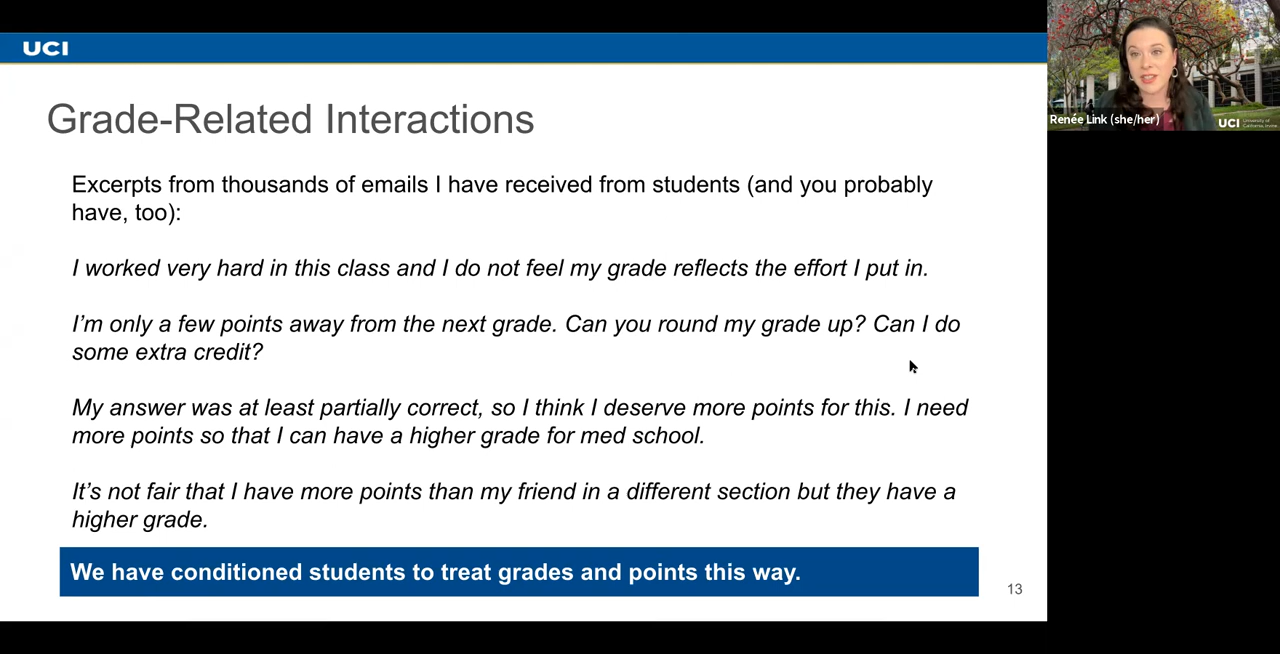 UCI
Grade-Related Interactions
Excerpts from thousands of emails I have received from students (and you probably
have, too):
I worked very hard in this class and I do not feel my grade reflects the effort I put in.
I’m only a few points away from the next grade. Can you round my grade up? Can I do
some extra credit?
My answer was at least partially correct, so I think I deserve more points for this. I need
more points so that I can have a higher grade for med school.
It’s not fair that I have more points than my friend in a different section but they have a
higher grade.
We have conditioned students to treat grades and points this way.
13
Renée Link (she/her)
UCI
University of
California, Irvine